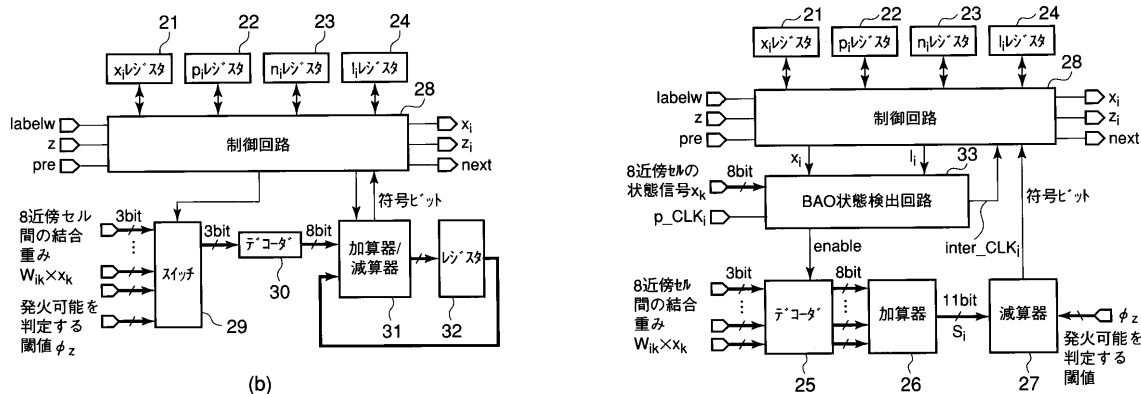 21
22
23
24
xiレジスタ
piレジスタ
niレジスタ
liレジスタ
28
labelw
z
pre
制御回路
xi
zi
next
符号ビット
8近傍セル
間の結合
重み
Wik×xk
3bit
スイッチ
3bit
デコーダ
8bit
加算器/
減算器
レジスタ
30
発火可能を
判定する
閾値φz
29
31
32
(b)
21
22
23
24
xiレジスタ
piレジスタ
niレジスタ
liレジスタ
28
labelw
z
pre
制御回路
xi
zi
next
xi
li
33
8近傍セルの
状態信号xk
8bit
p_CLKi
BAO状態検出回路
符号ビット
inter_CLKi
enable
8近傍セル
間の結合
重み
Wik×xk
3bit
デコーダ
8bit
加算器
11bit
Si
減算器
φz
発火可能を
判定する
閾値
25
26
27